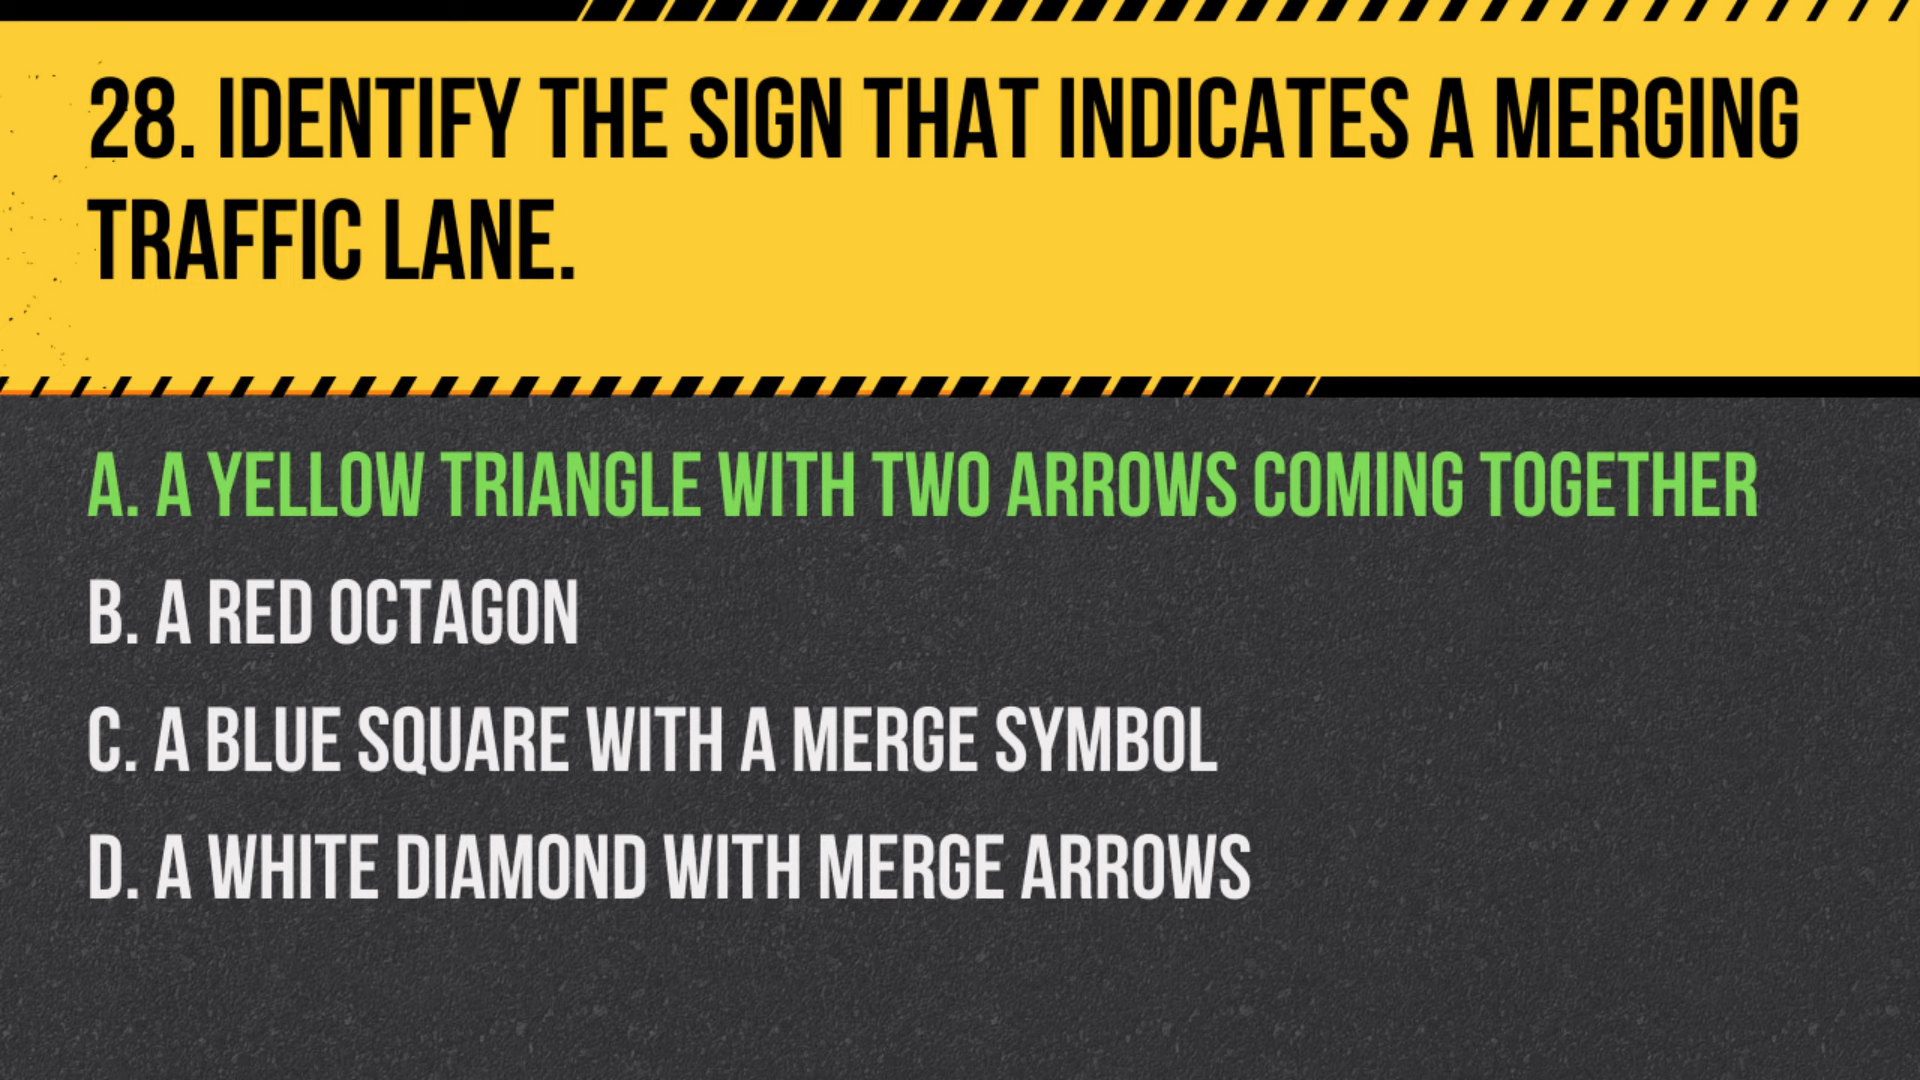 28. IDENTIFY THE SIGN THAT INDICATES A MERGING
TRAFFIC LANE.
A. A YELLOW TRIANGLE WITH TWO ARROWS COMING TOGETHER
B. A RED OCTAGON
C. A BLUE SQUARE WITH A MERGE SYMBOL
D. A WHITE DIAMOND WITH MERGE ARROWS